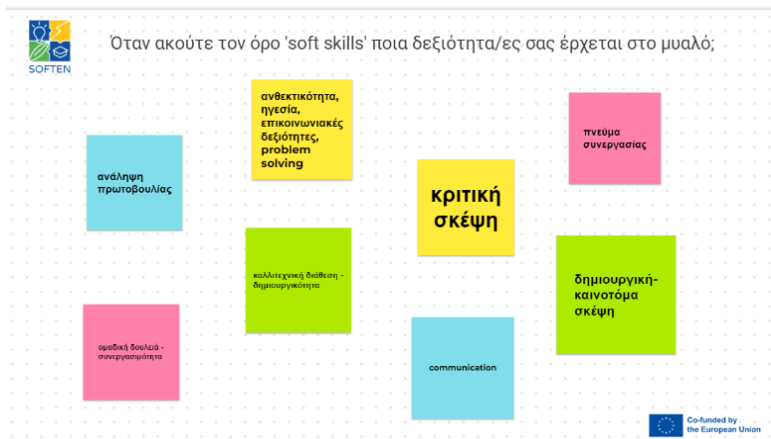 SOFTEN
Όταν ακούτε τον όρο 'soft skills' ποια δεξιότητα/ες σας έρχεται στο μυαλό;
ανάληψη
πρωτοβουλίας
ανθεκτικότητα,
ηγεσία,
επικοινωνιακές
δεξιότητες,
problem
solving
κριτική
σκέψη
πνεύμα
συνεργασίας
καλλιτεχνική διάθεση -
δημιουργικότητα
δημιουργική-
καινοτόμα
σκέψη
ομαδική δουλειά -
συνεργασιμότητα
communication
Co-funded by
the European Union